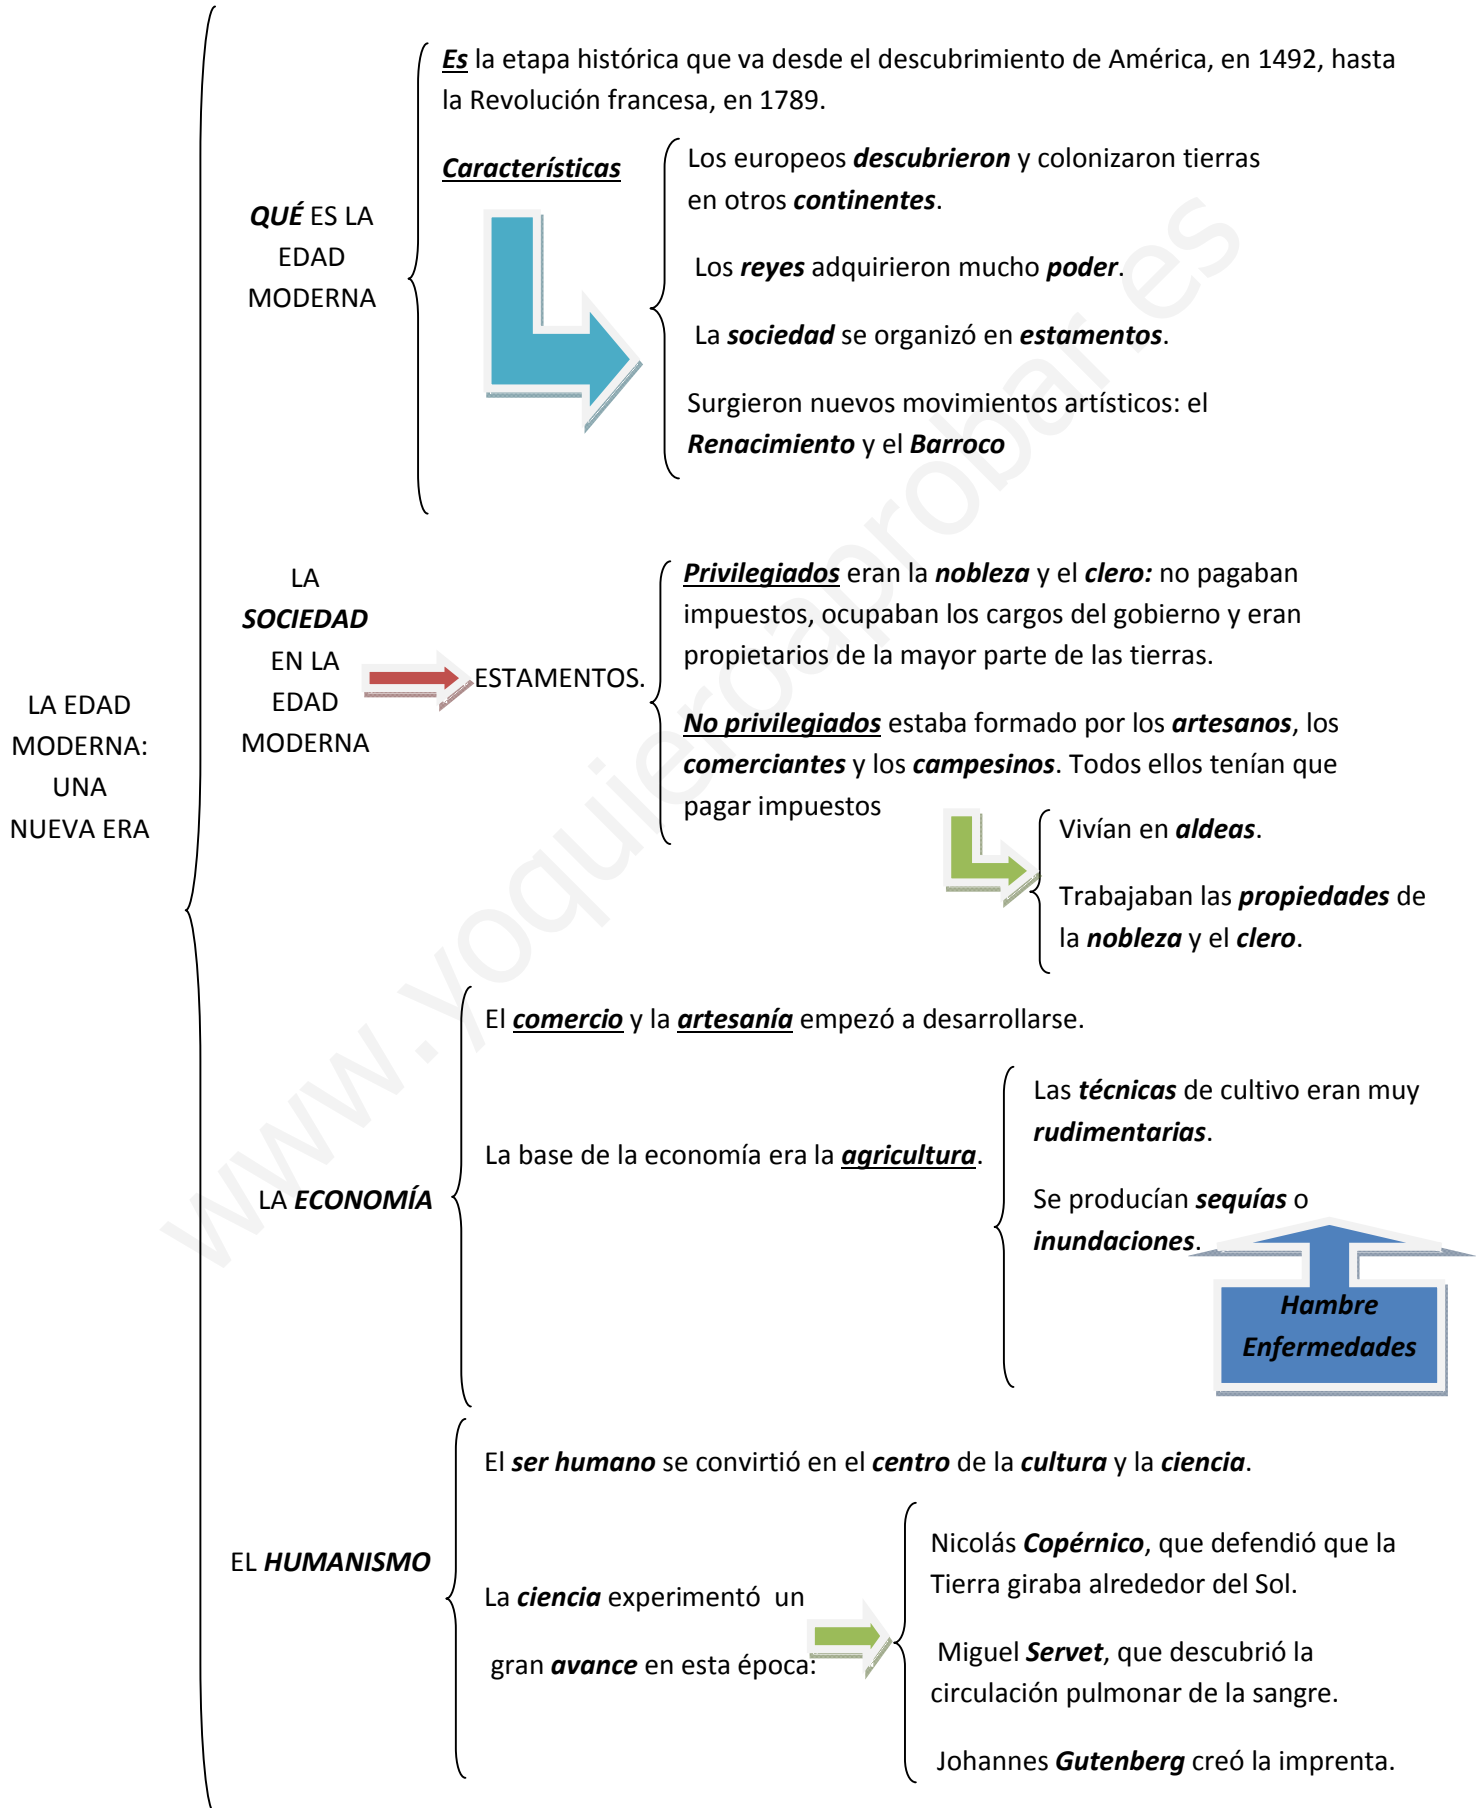 LA EDAD
MODERNA:
UNA
NUEVA ERA
QUÉ ES LA
EDAD
MODERNA
Es la etapa histórica que va desde el descubrimiento de América, en 1492, hasta
la Revolución francesa, en 1789.
Características
Los europeos descubrieron y colonizaron tierras
en otros continentes.
Los reyes adquirieron mucho poder.
La sociedad se organizó en estamentos.
Surgieron nuevos movimientos artísticos: el
Renacimiento y el Barroco
LA
SOCIEDAD
EN LA
EDAD
MODERNA
ESTAMENTOS.
Privilegiados eran la nobleza y el clero: no pagaban
impuestos, ocupaban los cargos del gobierno y eran
propietarios de la mayor parte de las tierras.
No privilegiados estaba formado por los artesanos, los
comerciantes y los campesinos. Todos ellos tenían que
pagar impuestos
Vivían en aldeas.
Trabajaban las propiedades de
la nobleza y el clero.
LA ECONOMÍA
El comercio y la artesanía empezó a desarrollarse.
La base de la economía era la agricultura.
Las técnicas de cultivo eran muy
rudimentarias.
Se producían sequías o
inundaciones.
Hambre
Enfermedades
EL HUMANISMO
El ser humano se convirtió en el centro de la cultura y la ciencia.
La ciencia experimentó un
gran avance en esta época:
Nicolás Copérnico, que defendió que la
Tierra giraba alrededor del Sol.
Miguel Servet, que descubrió la
circulación pulmonar de la sangre.
Johannes Gutenberg creó la imprenta.
www.yoquieroaprobar.es